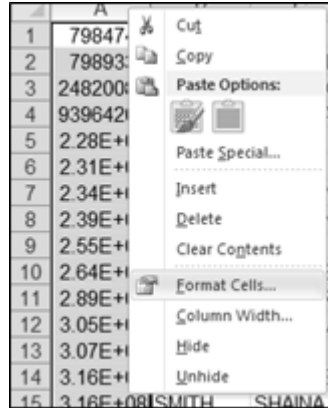 A
1 79847 Cut
2 79893 Copy
3 248200 Paste Options:
4 939642
5 2.28E+ Paste Special...
6 2.31E+
7 2.34E+ Insert
8 2.39E+ Delete
9 2.55E+ Clear Contents
10 2.64E+
11 2.89E+ Format Cells...
12 3.05E+ Column Width...
13 3.07E+ Hide
14 3.16E+ Unhide
15 3.16E+08 SMITH SHAINA